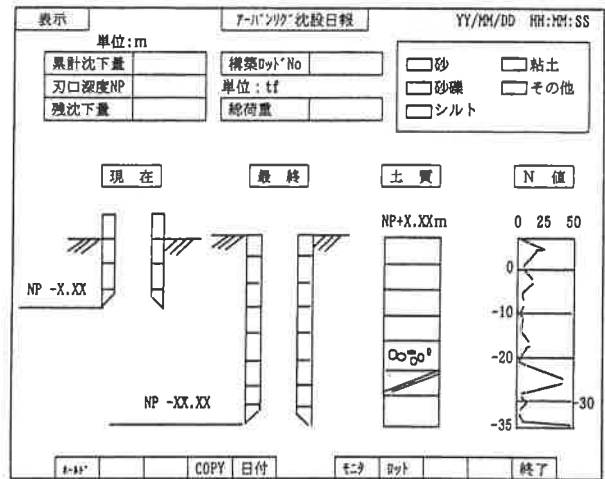 表示 アーバンリング沈設日報 YY/MM/DD HH:MM:SS
単位:m
累計沈下量
刃口深度NP
残沈下量
構築ロッドNo
単位:tf
総荷重
砂 粘土
砂礫 その他
シルト
現在 最終 土質 N値
NP+X.XXm 0 25 50
0
NP -X.XX
-10
-20
NP -XX.XX
-30
-35
COPY 日付 モニタ ロット 終了